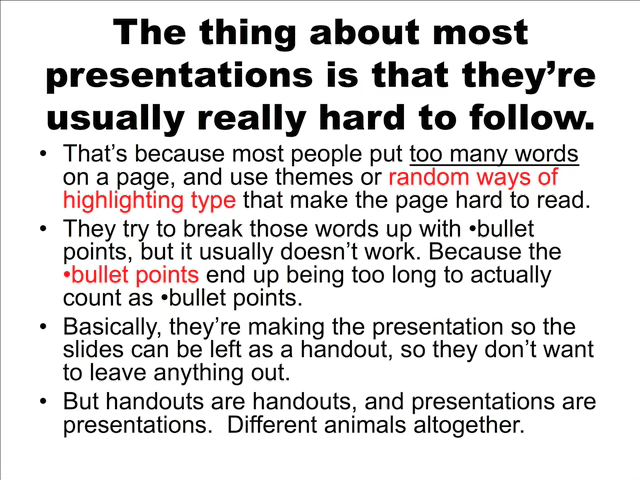 The thing about most
presentations is that they’re
usually really hard to follow.
• That’s because most people put too many words
on a page, and use themes or random ways of
highlighting type that make the page hard to read.
• They try to break those words up with •bullet
points, but it usually doesn’t work. Because the
•bullet points end up being too long to actually
count as •bullet points.
• Basically, they’re making the presentation so the
slides can be left as a handout, so they don’t want
to leave anything out.
• But handouts are handouts, and presentations are
presentations.  Different animals altogether.